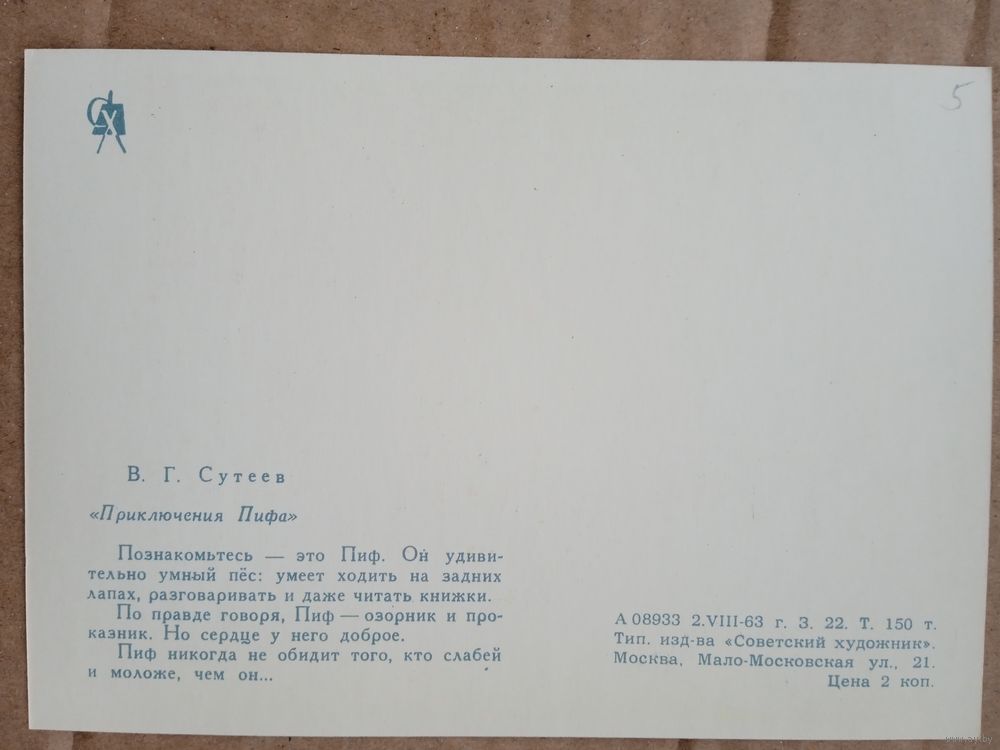 5
СХ
В. Г. Сутеев
«Приключения Пифа»
Познакомьтесь — это Пиф. Он удиви-
тельно умный пёс: умеет ходить на задних
лапах, разговаривать и даже читать книжки.
По правде говоря, Пиф — озорник и про-
казник. Но сердце у него доброе.
Пиф никогда не обидит того, кто слабей
и моложе, чем он...
А 08933 2.VIII-63 г. З. 22. Т. 150 т.
Тип. изд-ва «Советский художник».
Москва, Мало-Московская ул., 21.
Цена 2 коп.